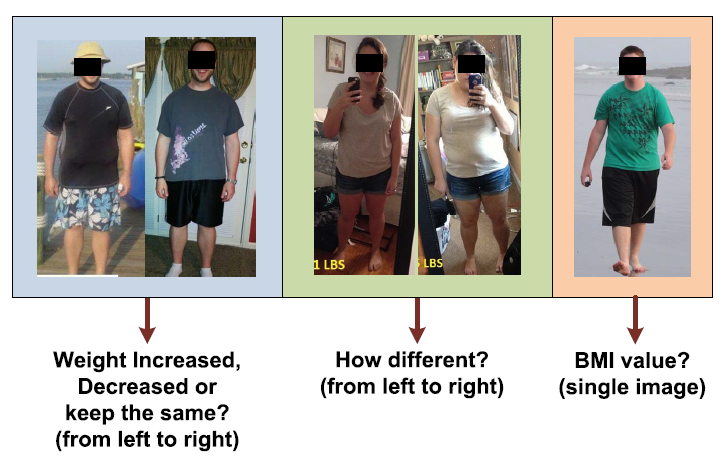 1 LBS
LBS
Weight Increased,
Decreased or
keep the same?
(from left to right)
How different?
(from left to right)
BMI value?
(single image)